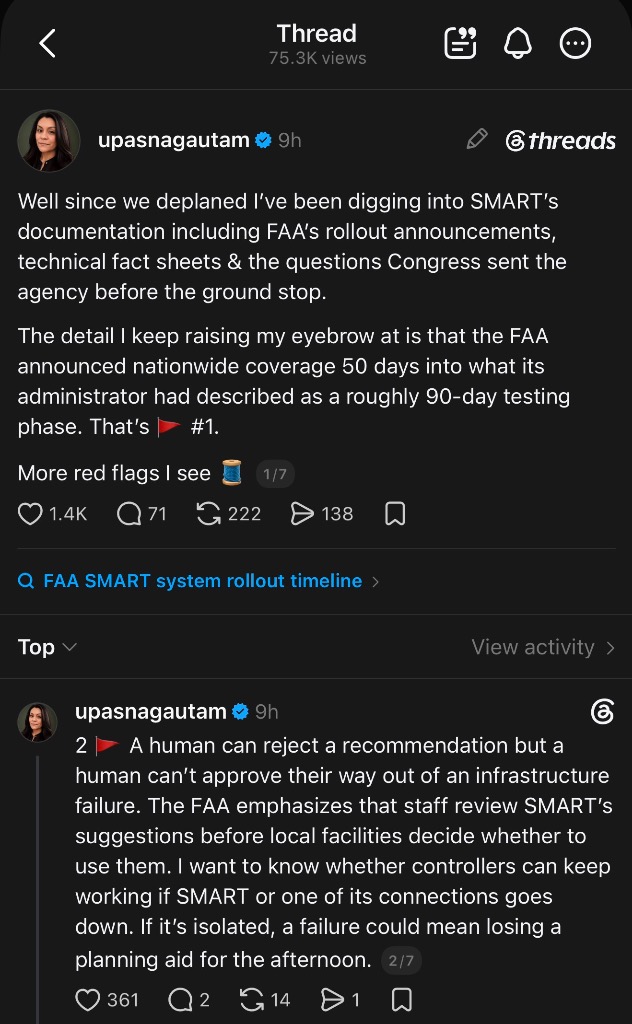 Thread
75.3K views
upasnagautam 9h
threads
Well since we deplaned I've been digging into SMART's
documentation including FAA's rollout announcements,
technical fact sheets & the questions Congress sent the
agency before the ground stop.
The detail I keep raising my eyebrow at is that the FAA
announced nationwide coverage 50 days into what its
administrator had described as a roughly 90-day testing
phase. That's 🚩 #1.
More red flags I see 🧵 1/7
1.4K 71 222 138
FAA SMART system rollout timeline
Top View activity
upasnagautam 9h
2 🚩 A human can reject a recommendation but a
human can't approve their way out of an infrastructure
failure. The FAA emphasizes that staff review SMART's
suggestions before local facilities decide whether to
use them. I want to know whether controllers can keep
working if SMART or one of its connections goes
down. If it's isolated, a failure could mean losing a
planning aid for the afternoon. 2/7
361 2 14 1